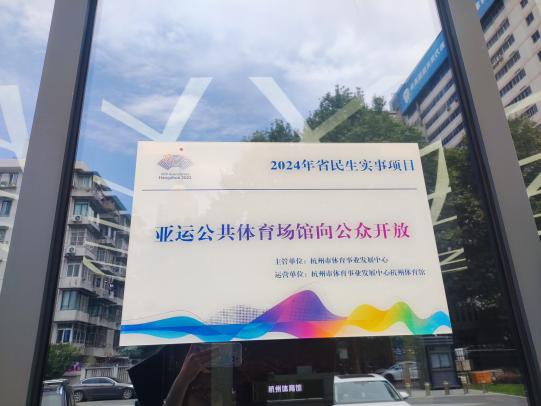 Hangzhou 2022
2024年省民生实事项目
亚运公共体育场馆向公众开放
主管单位：杭州市体育事业发展中心
运营单位：杭州市体育事业发展中心杭州体育馆
杭州体育馆